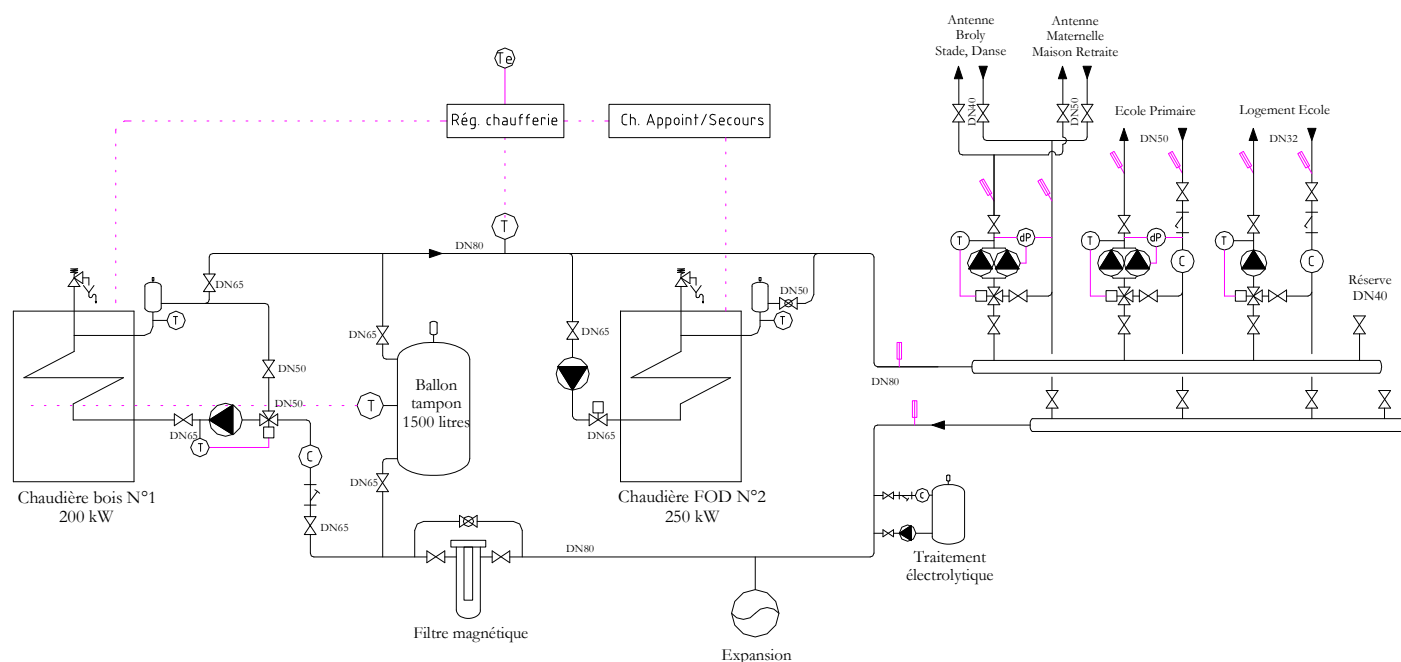 Antenne
Broly
Stade, Danse
Antenne
Maternelle
Maison Retraite
Te
DN40
DN50
Ecole Primaire
Logement Ecole
Rég. chaufferie
Ch. Appoint/Secours
DN50
DN32
T
DN80
T
dP
T
dP
T
C
C
Réserve
DN40
DN65
DN50
T
T
DN65
DN65
DN50
DN80
Ballon
tampon
1500 litres
T
DN50
DN65
T
DN65
C
Chaudière bois N°1
200 kW
DN65
Chaudière FOD N°2
250 kW
C
DN65
DN80
Traitement
électrolytique
Filtre magnétique
Expansion